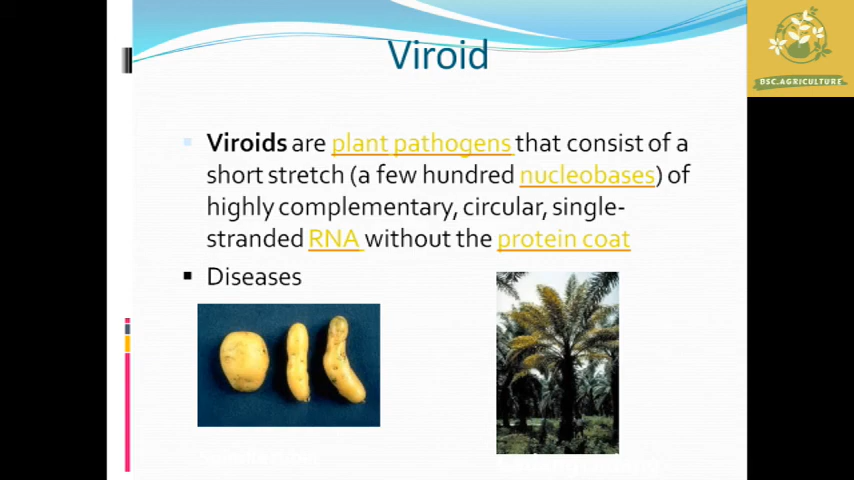 Viroid
BSC.AGRICULTURE
Viroids are plant pathogens that consist of a
short stretch (a few hundred nucleobases) of
highly complementary, circular, single-
stranded RNA without the protein coat
Diseases